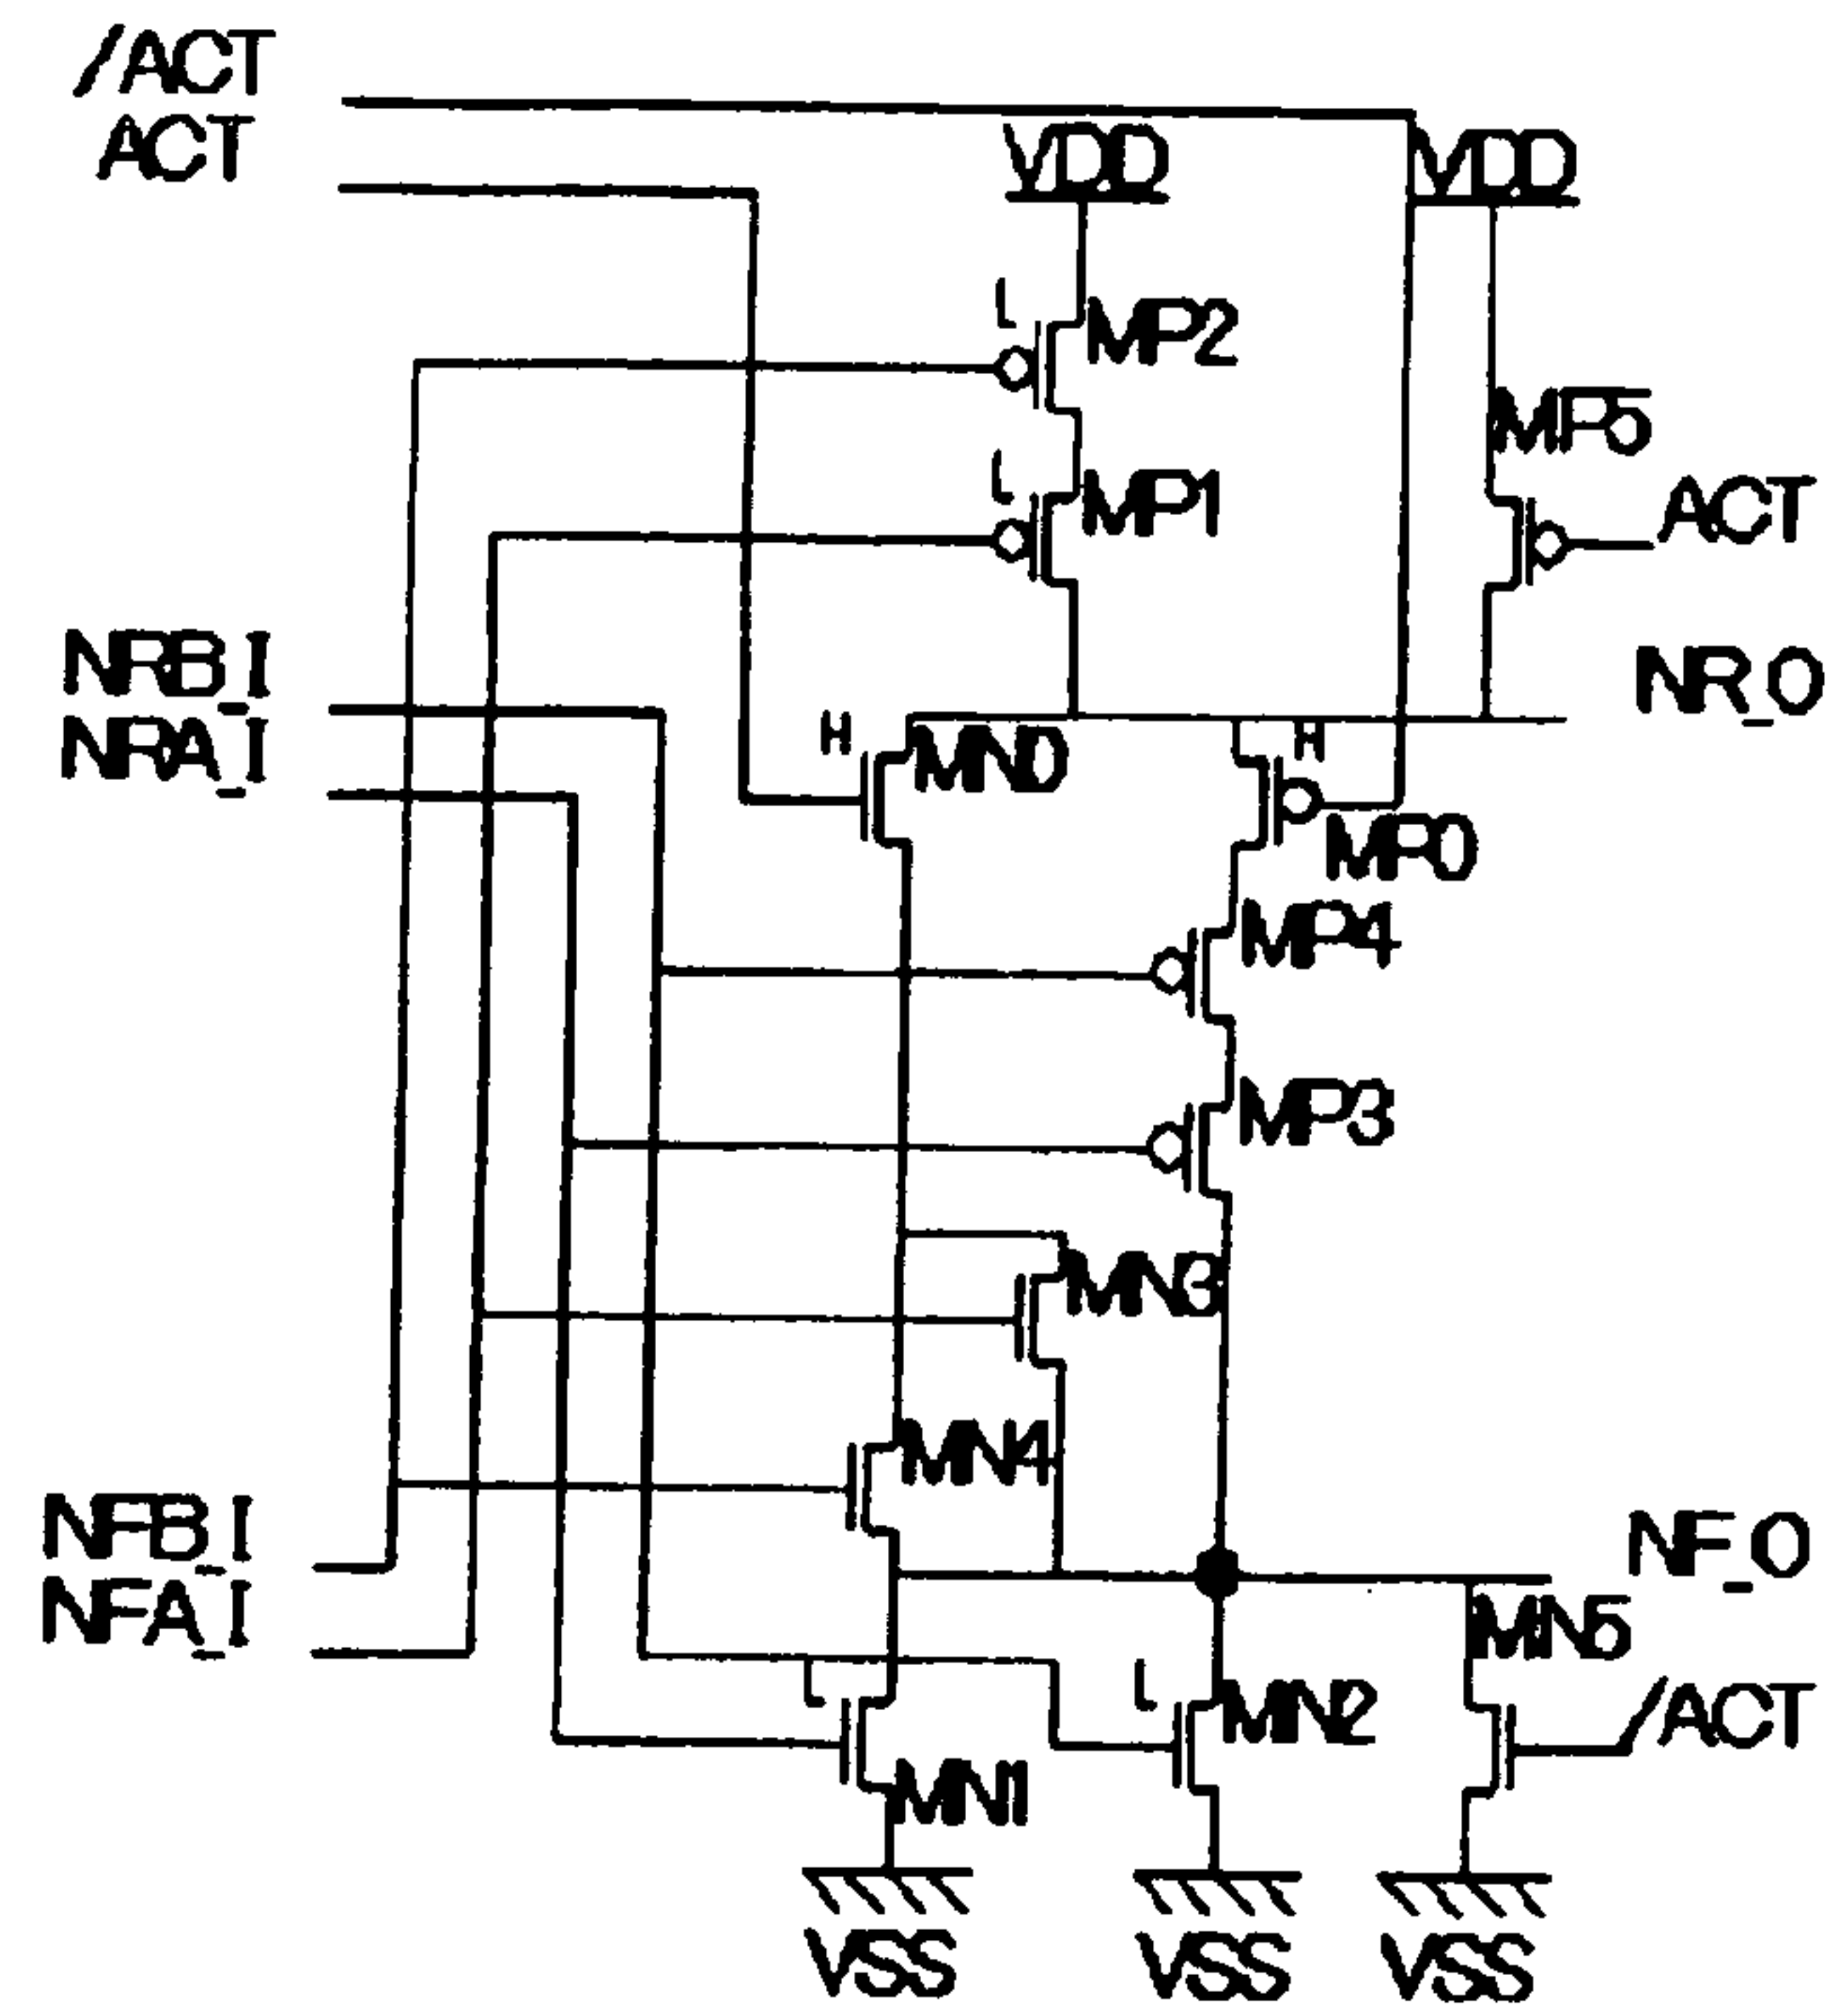 /ACT
ACT
VDD
VDD
L
MP2
MP5
L
MP1
ACT
NRB_I
NRA_I
NR_O
H
MN0
H
MP0
MP4
MP3
MN3
MN4
NFB_I
NFA_I
NF_O
MN5
L
L
MN2
/ACT
MN1
VSS
VSS
VSS